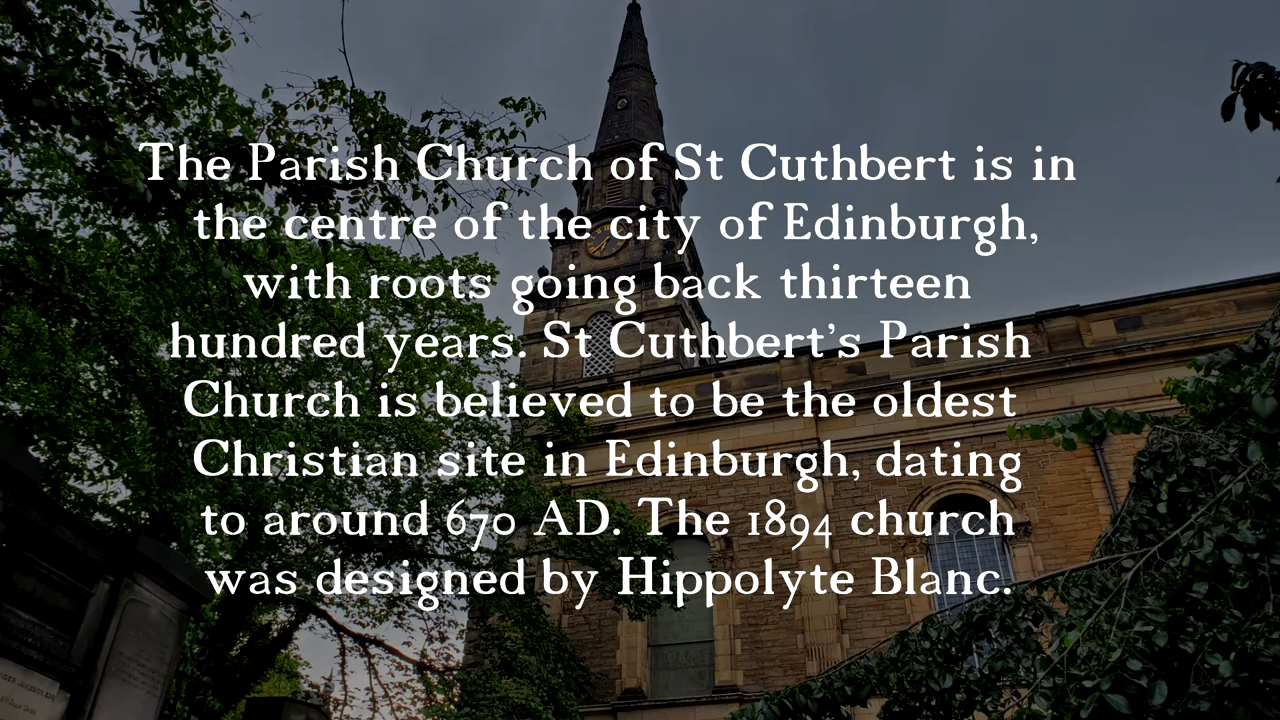 The Parish Church of St Cuthbert is in
the centre of the city of Edinburgh,
with roots going back thirteen
hundred years. St Cuthbert's Parish
Church is believed to be the oldest
Christian site in Edinburgh, dating
to around 670 AD. The 1894 church
was designed by Hippolyte Blanc.